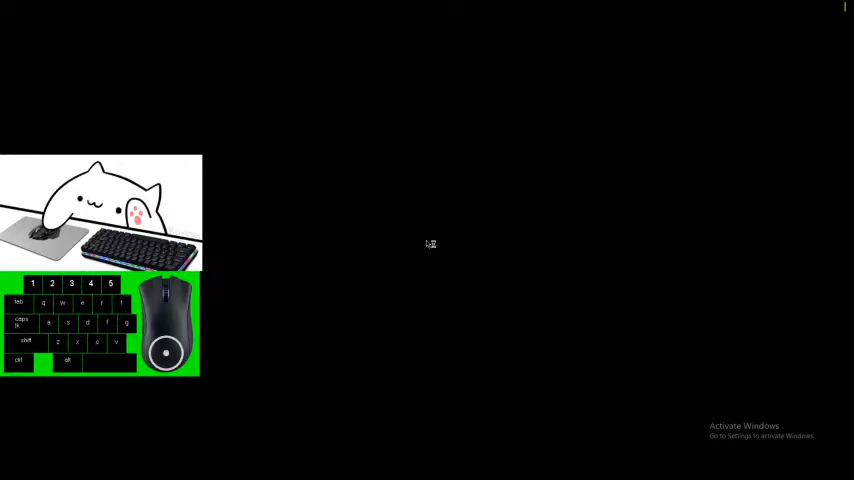 1 2 3 4 5
tab q w e r t
caps lk a s d f g
shift z x c v
ctrl alt
Activate Windows
Go to Settings to activate Windows.